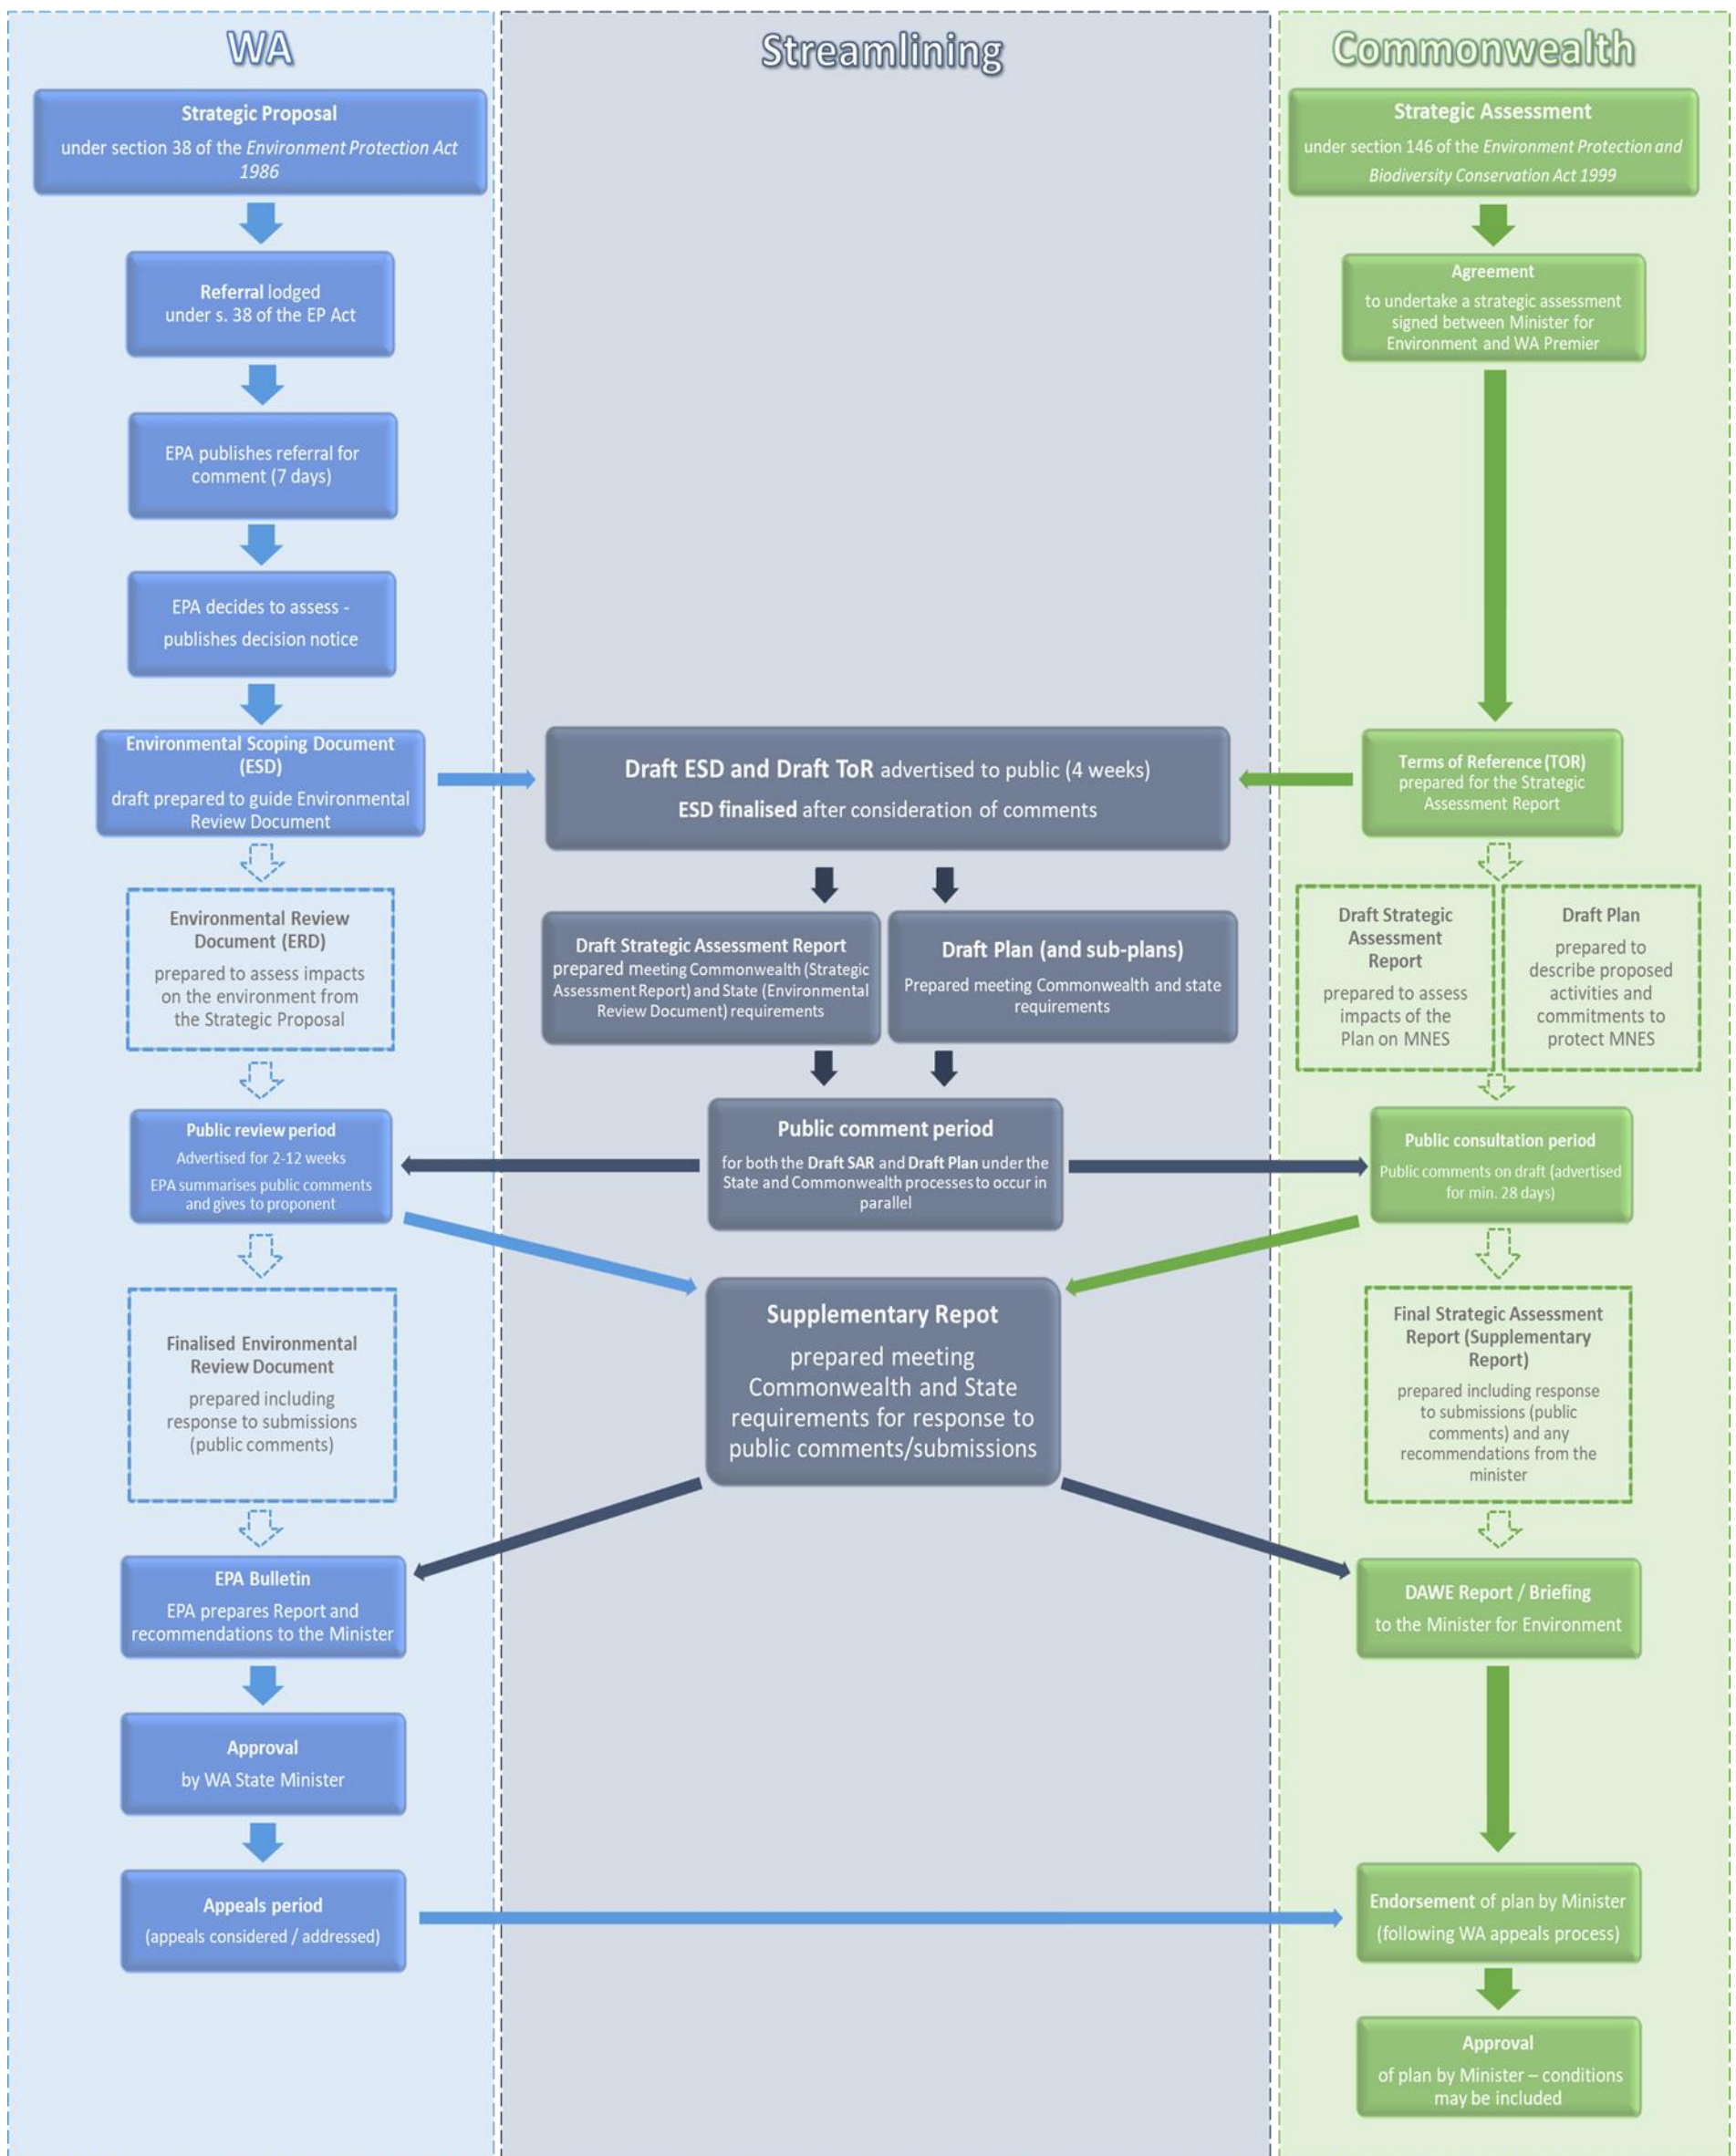 WA
Strategic Proposal
under section 38 of the Environment Protection Act
1986
Referral lodged
under s. 38 of the EP Act
EPA publishes referral for
comment (7 days)
EPA decides to assess -
publishes decision notice
Environmental Scoping Document
(ESD)
draft prepared to guide Environmental
Review Document
Environmental Review
Document (ERD)
prepared to assess impacts
on the environment from
the Strategic Proposal
Public review period
Advertised for 2-12 weeks
EPA summarises public comments
and gives to proponent
Finalised Environmental
Review Document
prepared including
response to submissions
(public comments)
EPA Bulletin
EPA prepares Report and
recommendations to the Minister
Approval
by WA State Minister
Appeals period
(appeals considered / addressed)
Streamlining
Draft ESD and Draft ToR advertised to public (4 weeks)
ESD finalised after consideration of comments
Draft Strategic Assessment Report
prepared meeting Commonwealth (Strategic
Assessment Report) and State (Environmental
Review Document) requirements
Draft Plan (and sub-plans)
Prepared meeting Commonwealth and state
requirements
Public comment period
for both the Draft SAR and Draft Plan under the
State and Commonwealth processes to occur in
parallel
Supplementary Repot
prepared meeting
Commonwealth and State
requirements for response to
public comments/submissions
Commonwealth
Strategic Assessment
under section 146 of the Environment Protection and
Biodiversity Conservation Act 1999
Agreement
to undertake a strategic assessment
signed between Minister for
Environment and WA Premier
Terms of Reference (TOR)
prepared for the Strategic
Assessment Report
Draft Strategic
Assessment
Report
prepared to assess
impacts of the
Plan on MNES
Draft Plan
prepared to
describe proposed
activities and
commitments to
protect MNES
Public consultation period
Public comments on draft (advertised
for min. 28 days)
Final Strategic Assessment
Report (Supplementary
Report)
prepared including response
to submissions (public
comments) and any
recommendations from the
minister
DAWE Report / Briefing
to the Minister for Environment
Endorsement of plan by Minister
(following WA appeals process)
Approval
of plan by Minister – conditions
may be included